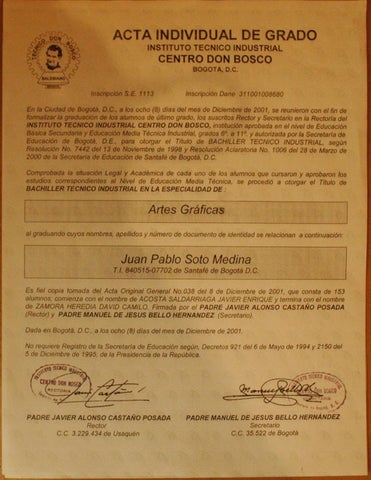 TECNICO DON BOSCO
SALESIANO
ACTA INDIVIDUAL DE GRADO
INSTITUTO TECNICO INDUSTRIAL
CENTRO DON BOSCO
BOGOTA, D.C.
Inscripción S.E. 1113 Inscripción Dane 311001008680
En la Ciudad de Bogotá, D.C., a los ocho (8) días del mes de Diciembre de 2001, se reunieron con el fin de
formalizar la graduación de los alumnos de último grado, los suscritos Rector y Secretario en la Rectoría del
INSTITUTO TECNICO INDUSTRIAL CENTRO DON BOSCO, institución aprobada en el nivel de Educación
Básica Secundaria y Educación Media Técnica Industrial, grados 6º. a 11º. y autorizada por la Secretaría de
Educación de Bogotá, D.E., para otorgar el Titulo de BACHILLER TECNICO INDUSTRIAL, según
Resolución No. 7442 del 13 de Noviembre de 1998 y Resolución Aclaratoria No. 1006 del 28 de Marzo de
2000 de la Secretaría de Educación de Santafé de Bogotá, D.C.
Comprobada la situación Legal y Académica de cada uno de los alumnos que cursaron y aprobaron los
estudios correspondientes al Nivel de Educación Media Técnica, se procedió a otorgar el Titulo de
BACHILLER TECNICO INDUSTRIAL EN LA ESPECIALIDAD DE :
Artes Gráficas
al graduando cuyos nombres, apellidos y número de documento de identidad se relacionan a continuación:
Juan Pablo Soto Medina
T.I. 840515-07702 de Santafé de Bogotá D.C.
Es fiel copia tomada del Acta Original General No.038 del 8 de Diciembre de 2001, que consta de 153
alumnos; comienza con el nombre de ACOSTA SALDARRIAGA JAVIER ENRIQUE y termina con el nombre
de ZAMORA HEREDIA DAVID CAMILO. Firmada por el PADRE JAVIER ALONSO CASTAÑO POSADA
(Rector) y PADRE MANUEL DE JESUS BELLO HERNANDEZ (Secretario).
Dada en Bogotá, D.C., a los ocho (8) días del mes de Diciembre de 2001.
No requiere Registro de la Secretaría de Educación según, Decretos 921 del 6 de Mayo de 1994 y 2150 del
5 de Diciembre de 1995, de la Presidencia de la República.
CENTRO DON BOSCO
RECTORIA
PADRE JAVIER ALONSO CASTAÑO POSADA PADRE MANUEL DE JESUS BELLO HERNÁNDEZ
Rector Secretario
C.C. 3.229.434 de Usaquén C.C. 35.522 de Bogotá